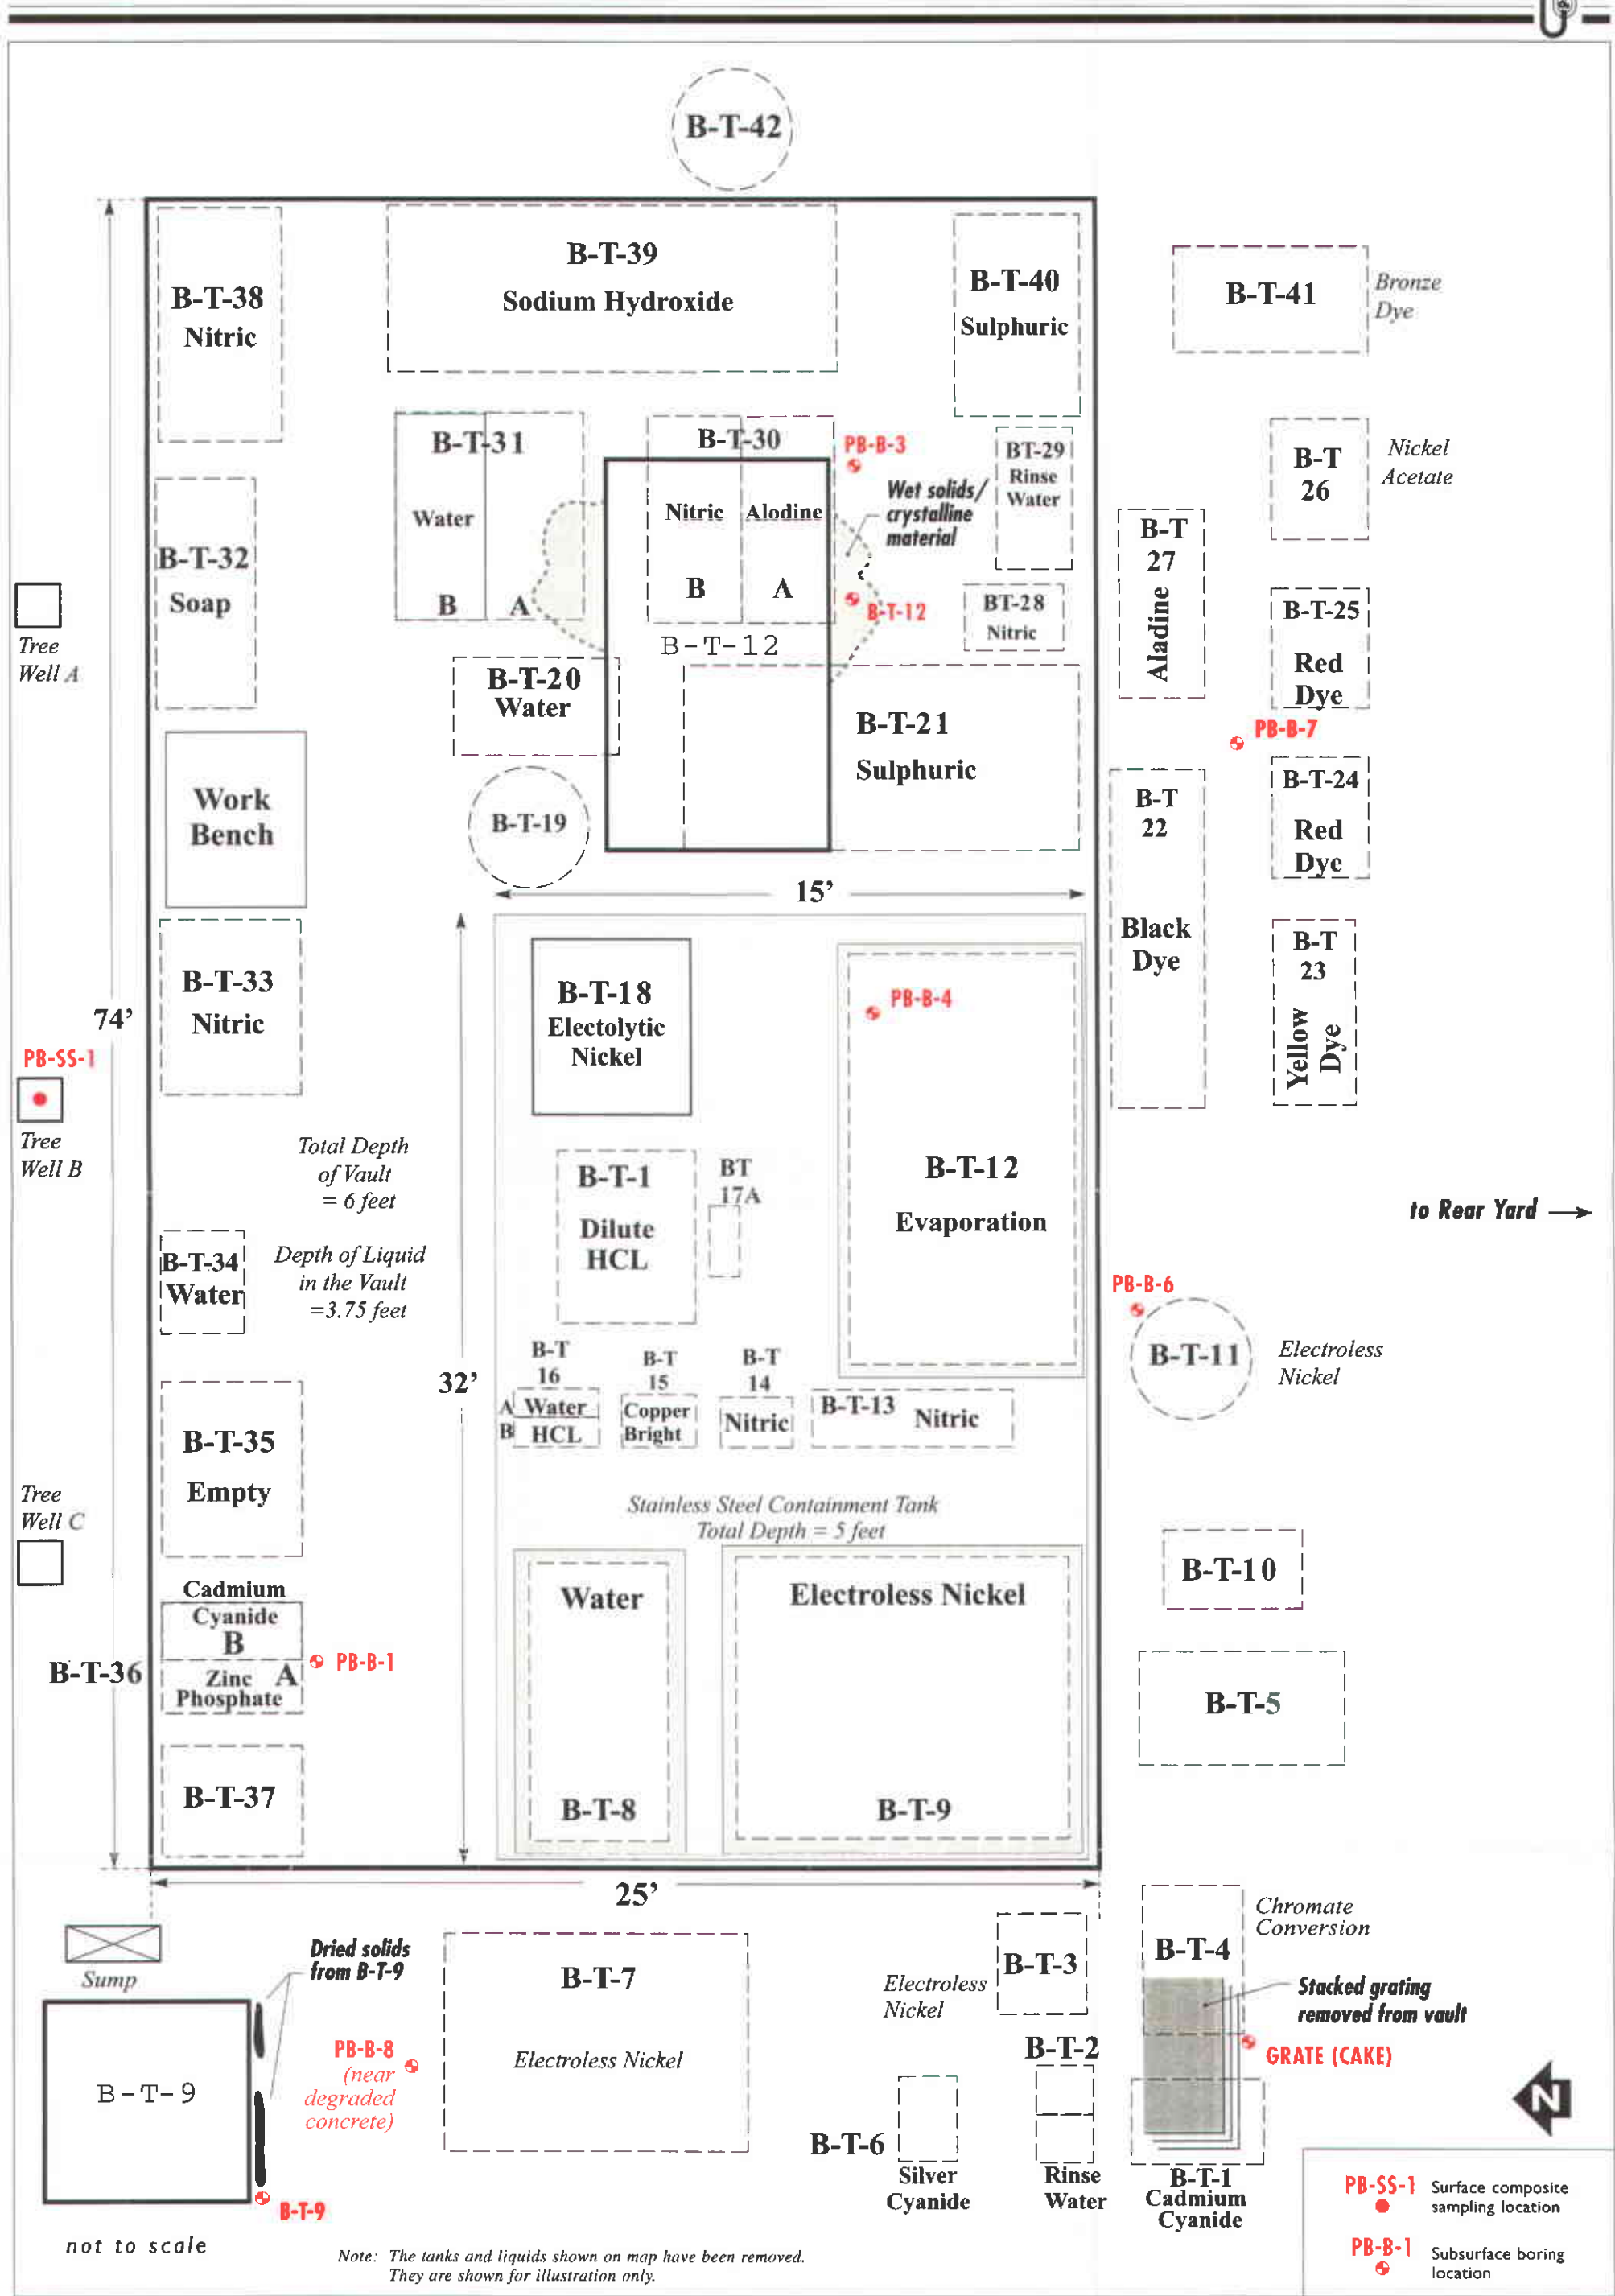 B-T-42
B-T-38
Nitric
B-T-39
Sodium Hydroxide
B-T-40
Sulphuric
B-T-41
Bronze
Dye
B-T-31
Water
B
A
B-T-30
Nitric
Alodine
B
A
PB-B-3
Wet solids/
crystalline
material
BT-29
Rinse
Water
B-T
26
Nickel
Acetate
B-T-32
Soap
Tree
Well A
B-T-12
B-T-12
BT-28
Nitric
B-T
27
Aladine
B-T-25
Red
Dye
PB-B-7
B-T-20
Water
B-T-21
Sulphuric
Work
Bench
B-T-19
B-T
22
Black
Dye
B-T-24
Red
Dye
15'
B-T-33
Nitric
74'
B-T-18
Electolytic
Nickel
PB-B-4
B-T
23
Yellow
Dye
PB-SS-1
Tree
Well B
Total Depth
of Vault
= 6 feet
B-T-1
Dilute
HCL
BT
17A
B-T-12
Evaporation
to Rear Yard
B-T-34
Water
Depth of Liquid
in the Vault
=3.75 feet
PB-B-6
B-T-11
Electroless
Nickel
32'
B-T
16
A Water
B HCL
B-T
15
Copper
Bright
B-T
14
Nitric
B-T-13 Nitric
B-T-35
Empty
Tree
Well C
Stainless Steel Containment Tank
Total Depth = 5 feet
B-T-10
Cadmium
Cyanide
B
B-T-36
Zinc A
Phosphate
PB-B-1
Water
B-T-8
Electroless Nickel
B-T-9
B-T-5
B-T-37
25'
Sump
Dried solids
from B-T-9
B-T-7
Electroless Nickel
Electroless
Nickel
B-T-3
B-T-4
Chromate
Conversion
Stacked grating
removed from vault
GRATE (CAKE)
B-T-9
PB-B-8
(near
degraded
concrete)
B-T-2
Rinse
Water
B-T-6
Silver
Cyanide
B-T-1
Cadmium
Cyanide
N
B-T-9
not to scale
Note: The tanks and liquids shown on map have been removed.
They are shown for illustration only.
PB-SS-1 Surface composite
sampling location
PB-B-1 Subsurface boring
location